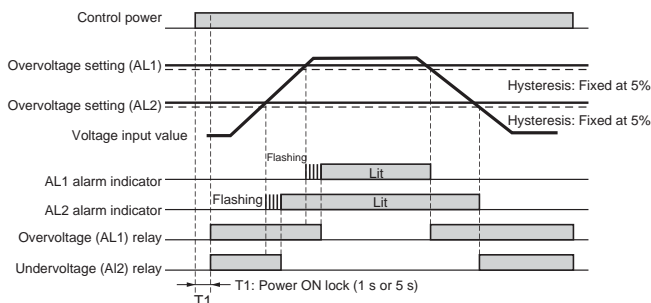 Control power
Overvoltage setting (AL1)
Hysteresis: Fixed at 5%
Overvoltage setting (AL2)
Hysteresis: Fixed at 5%
Voltage input value
Flashing
AL1 alarm indicator
Lit
AL2 alarm indicator
Flashing
Lit
Overvoltage (AL1) relay
Undervoltage (Al2) relay
T1: Power ON lock (1 s or 5 s)
T1